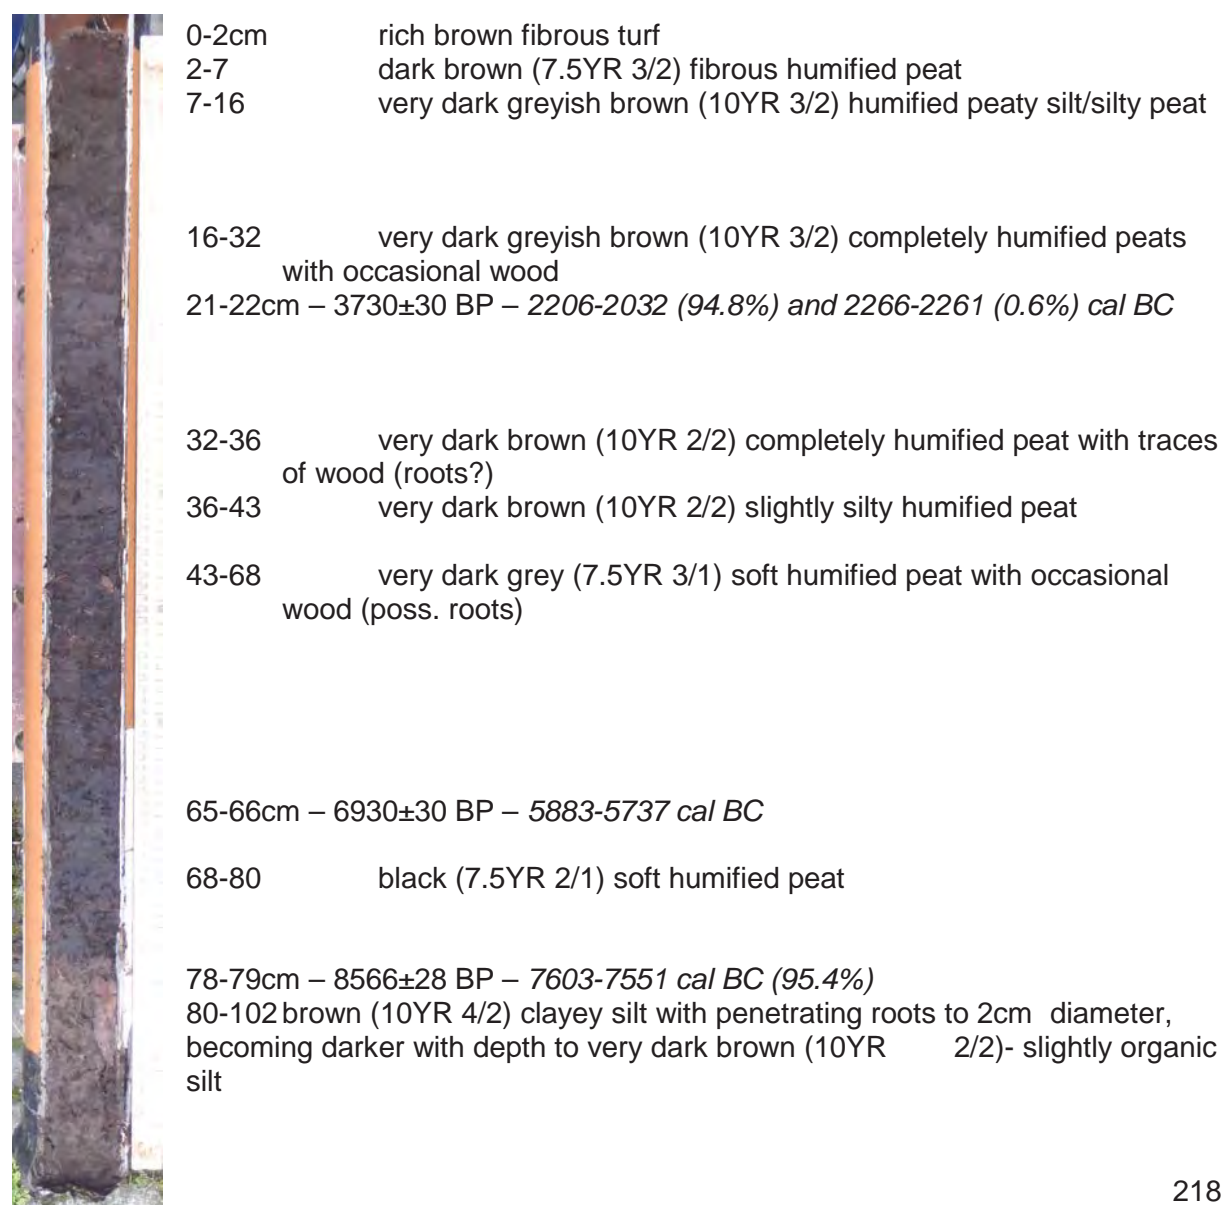 0-2cm rich brown fibrous turf
2-7 dark brown (7.5YR 3/2) fibrous humified peat
7-16 very dark greyish brown (10YR 3/2) humified peaty silt/silty peat
16-32 very dark greyish brown (10YR 3/2) completely humified peats
with occasional wood
21-22cm – 3730±30 BP – 2206-2032 (94.8%) and 2266-2261 (0.6%) cal BC
32-36 very dark brown (10YR 2/2) completely humified peat with traces
of wood (roots?)
36-43 very dark brown (10YR 2/2) slightly silty humified peat
43-68 very dark grey (7.5YR 3/1) soft humified peat with occasional
wood (poss. roots)
65-66cm – 6930±30 BP – 5883-5737 cal BC
68-80 black (7.5YR 2/1) soft humified peat
78-79cm – 8566±28 BP – 7603-7551 cal BC (95.4%)
80-102 brown (10YR 4/2) clayey silt with penetrating roots to 2cm diameter,
becoming darker with depth to very dark brown (10YR 2/2)- slightly organic
silt
218